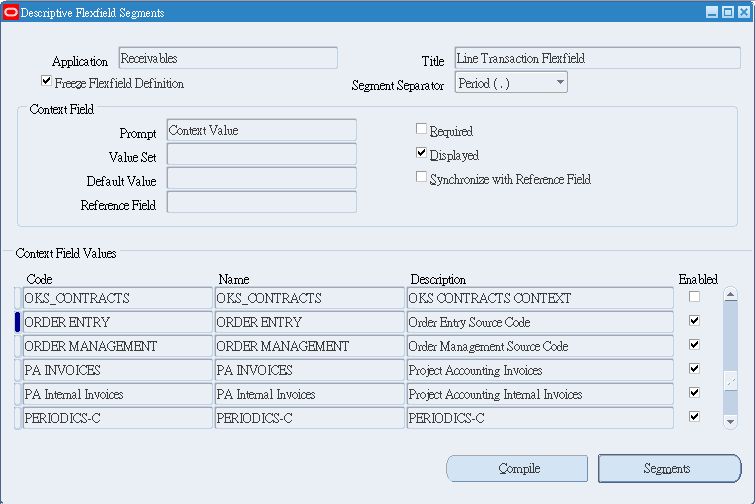 Descriptive Flexfield Segments
Application Receivables Title Line Transaction Flexfield
Freeze Flexfield Definition Segment Separator Period (.)
Context Field
Prompt Context Value Required
Value Set Displayed
Default Value Synchronize with Reference Field
Reference Field
Context Field Values
Code Name Description Enabled
OKS_CONTRACTS OKS_CONTRACTS OKS CONTRACTS CONTEXT
ORDER ENTRY ORDER ENTRY Order Entry Source Code
ORDER MANAGEMENT ORDER MANAGEMENT Order Management Source Code
PA INVOICES PA INVOICES Project Accounting Invoices
PA Internal Invoices PA Internal Invoices Project Accounting Internal Invoices
PERIODICS-C PERIODICS-C PERIODICS-C
Compile Segments